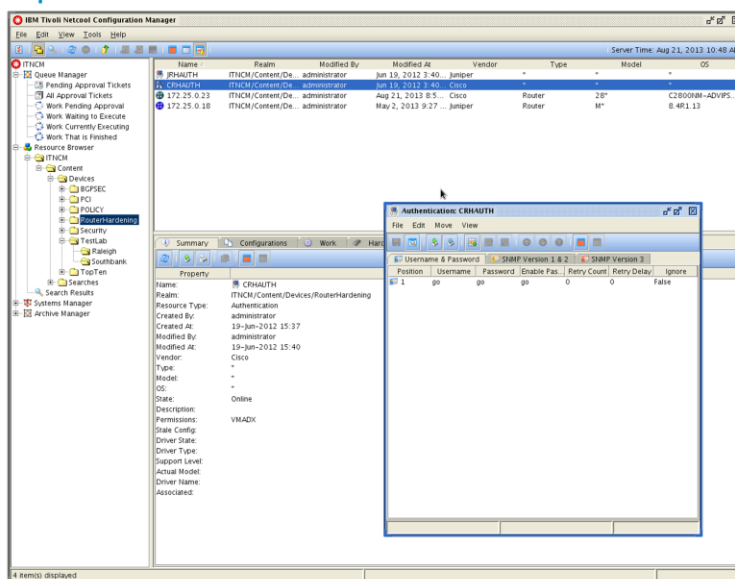 IBM Tivoli Netcool Configuration Manager
File Edit View Tools Help
Server Time: Aug 21, 2013 10:48 AM
ITNCM
Queue Manager
Pending Approval Tickets
All Approval Tickets
Work Pending Approval
Work Waiting to Execute
Work Currently Executing
Work That is Finished
Resource Browser
ITNCM
Content
Devices
BGPSEC
PCI
POLICY
RouterHardening
Security
TestLab
Raleigh
Southbank
TopTen
Searches
Search Results
Systems Manager
Archive Manager
Name Realm Modified By Modified At Vendor Type Model OS
JRHAUTH ITNCM/Content/De... administrator Jun 19, 2012 3:40... Juniper * * *
CRHAUTH ITNCM/Content/De... administrator Jun 19, 2012 3:40... Cisco * * *
172.25.0.23 ITNCM/Content/De... administrator Aug 21, 2013 8:5... Cisco Router 28* C2800NM-ADVIPS...
172.25.0.18 ITNCM/Content/De... administrator May 2, 2013 9:27 ... Juniper Router M* 8.4R1.13
Summary Configurations Work Hard
Property
Name: CRHAUTH
Realm: ITNCM/Content/Devices/RouterHardening
Resource Type: Authentication
Created By: administrator
Created At: 19-Jun-2012 15:37
Modified By: administrator
Modified At: 19-Jun-2012 15:40
Vendor: Cisco
Type: *
Model: *
OS: *
State: Online
Description:
Permissions: VMADX
Stale Config:
Driver State:
Driver Type:
Support Level:
Actual Model:
Driver Name:
Associated:
Authentication: CRHAUTH
File Edit Move View
Username & Password SNMP Version 1 & 2 SNMP Version 3
Position Username Password Enable Pas... Retry Count Retry Delay Ignore
1 go go go 0 0 False
4 item(s) displayed